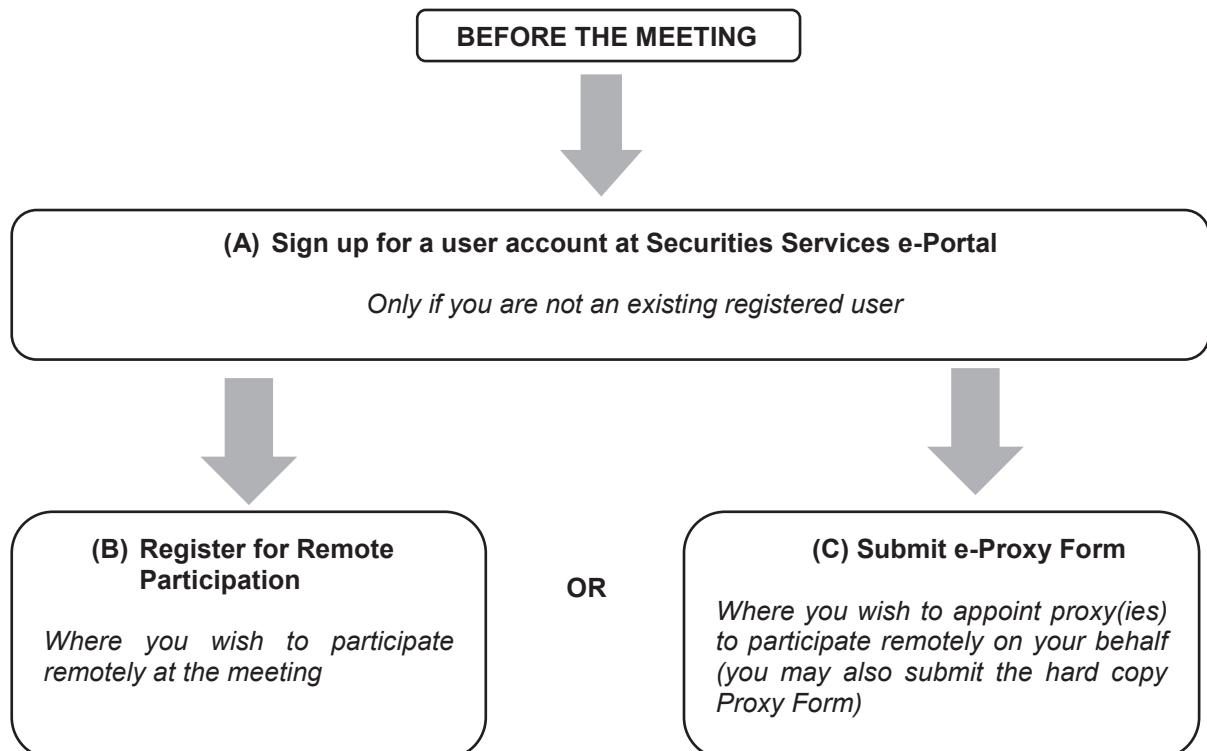 BEFORE THE MEETING
(A) Sign up for a user account at Securities Services e-Portal
Only if you are not an existing registered user
(B) Register for Remote
Participation
Where you wish to participate
remotely at the meeting
OR
(C) Submit e-Proxy Form
Where you wish to appoint proxy(ies)
to participate remotely on your behalf
(you may also submit the hard copy
Proxy Form)